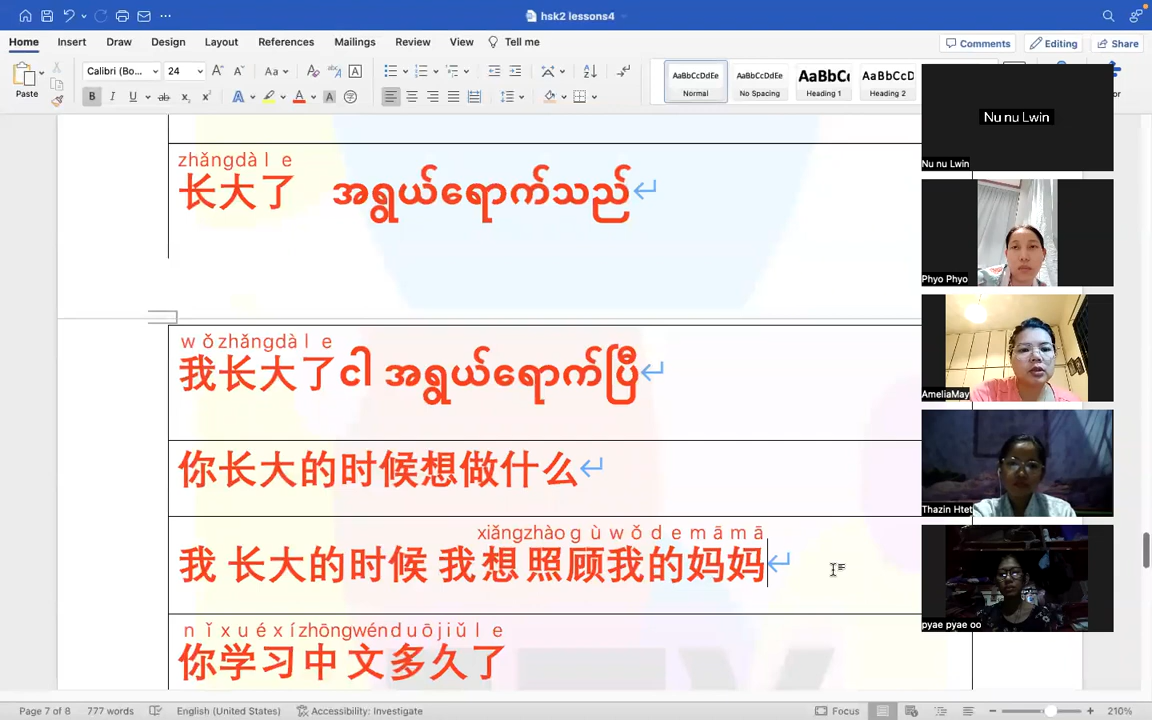 hsk2 lessons4
Home Insert Draw Design Layout References Mailings Review View Tell me
Comments Editing Share
Paste
Calibri (Bo... 24
AaBbCcDdEe AaBbCcDdEe AaBbC AaBbCcD
Normal No Spacing Heading 1 Heading 2
zhǎngdà l e
长大了 အရွယ်ရောက်သည်
w ǒ zhǎngdà l e
我长大了ငါ အရွယ်ရောက်ပြီ
你长大的时候想做什么
xiǎngzhào g ù w ǒ d e m ā m ā
我 长大的时候 我想照顾我的妈妈
n ǐ x u é x í zhōngwén d u ō j i ǔ l e
你学习中文多久了
Nu nu Lwin
Nu nu Lwin
Phyo Phyo
AmeliaMay
Thazin Htet
pyae pyae oo
Page 7 of 8 777 words English (United States) Accessibility: Investigate Focus 210%